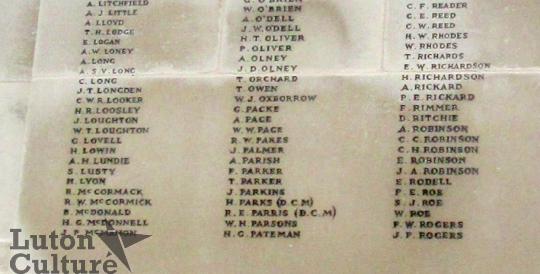 A. LITCHFIELD
A. J. LITTLE
A. LLOYD
T. H. LODGE
E. LOGAN
A. W. LONEY
A. LONG
A. S. V. LONG
C. LONG
J. T. LONGDEN
C. W. R. LOOKER
H. R. LOOSLEY
J. LOUGHTON
W. T. LOUGHTON
G. LOVELL
H. LOWIN
A. H. LUNDIE
S. LUSTY
H. LYON
R. McCORMACK
R. W. McCORMICK
B. McDONALD
H. G. McDONNELL
J. P. McMENON
O'BRIEN
W. O'BRIEN
A. O'DELL
J. W. O'DELL
H. T. OLIVER
P. OLIVER
A. OLNEY
J. D. OLNEY
T. ORCHARD
T. OWEN
W. J. OXBORROW
G. PACKE
A. PAGE
W. W. PAGE
R. W. PAKES
J. PALMER
A. PARISH
F. PARKER
T. PARKER
J. PARKINS
H. PARKS (D.C.M)
R. E. PARRIS (D.C.M)
W. H. PARSONS
H. G. PATEMAN
C. F. READER
C. E. REED
C. W. REED
W. H. RHODES
W. RHODES
T. RICHARDS
E. W. RICHARDSON
H. RICHARDSON
A. RICKARD
P. E. RICKARD
F. RIMMER
D. RITCHIE
A. ROBINSON
C. C. ROBINSON
C. H. ROBINSON
E. ROBINSON
J. A. ROBINSON
E. RODELL
P. E. ROE
S. J. ROE
W. ROE
F. W. ROGERS
J. P. ROGERS
Luton
Culture